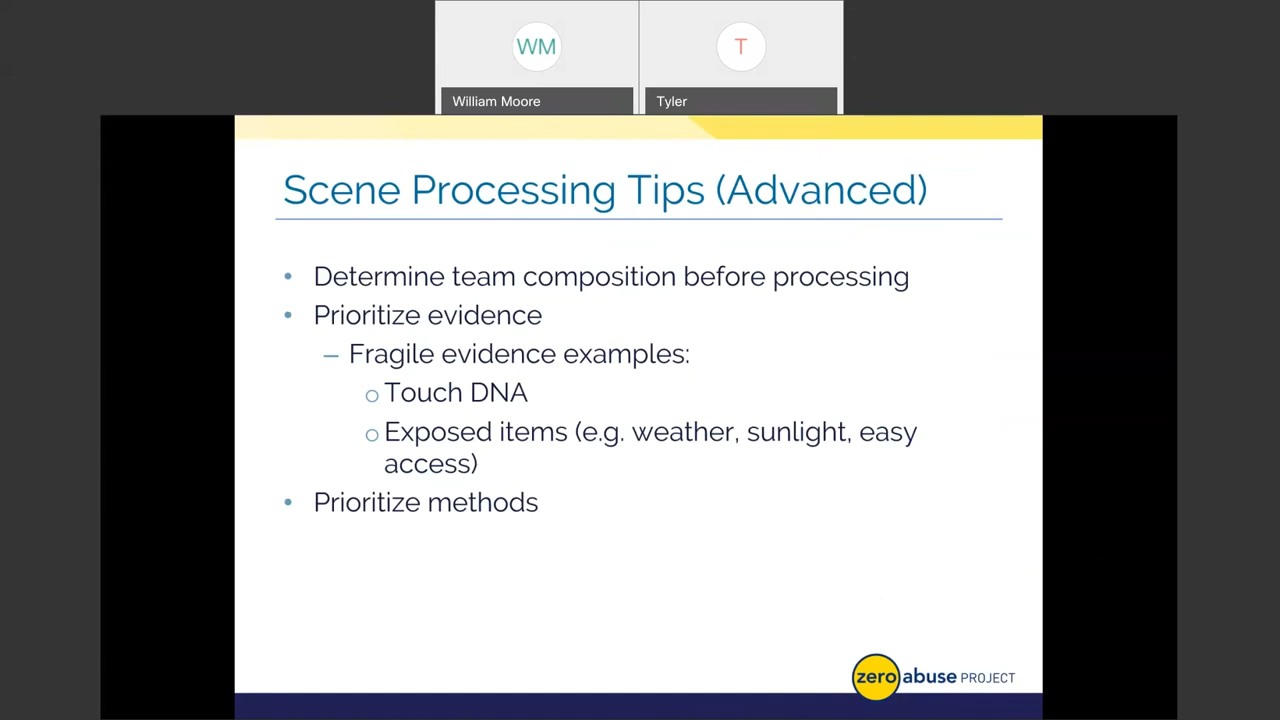 WM
T
William Moore
Tyler
Scene Processing Tips (Advanced)
• Determine team composition before processing
• Prioritize evidence
– Fragile evidence examples:
o Touch DNA
o Exposed items (e.g. weather, sunlight, easy
access)
• Prioritize methods
zero abuse PROJECT